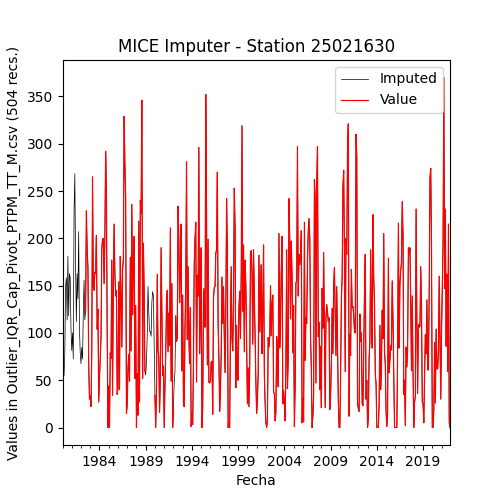 MICE Imputer - Station 25021630
Imputed
Value
Values in Outlier_IQR_Cap_Pivot_PTPM_TT_M.csv (504 recs.)
350
300
250
200
150
100
50
0
1984 1989 1994 1999 2004 2009 2014 2019
Fecha